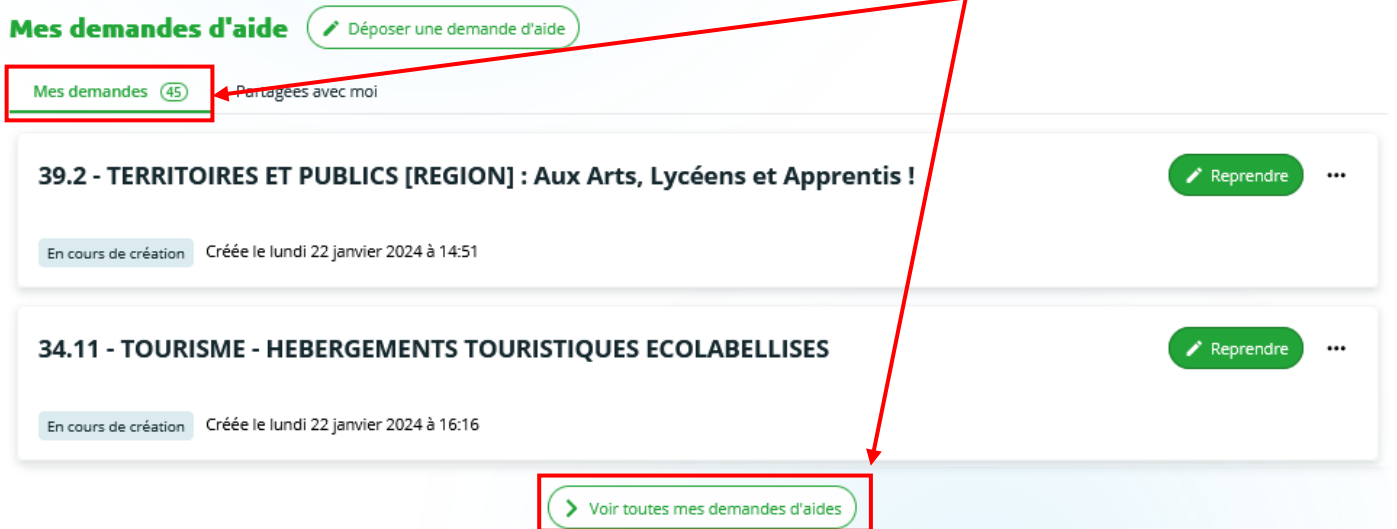 Mes demandes d'aide Déposer une demande d'aide
Mes demandes 45 Partagées avec moi
39.2 - TERRITOIRES ET PUBLICS [REGION] : Aux Arts, Lycéens et Apprentis ! Reprendre ...
En cours de création Créée le lundi 22 janvier 2024 à 14:51
34.11 - TOURISME - HEBERGEMENTS TOURISTIQUES ECOLABELLISES Reprendre ...
En cours de création Créée le lundi 22 janvier 2024 à 16:16
Voir toutes mes demandes d'aides